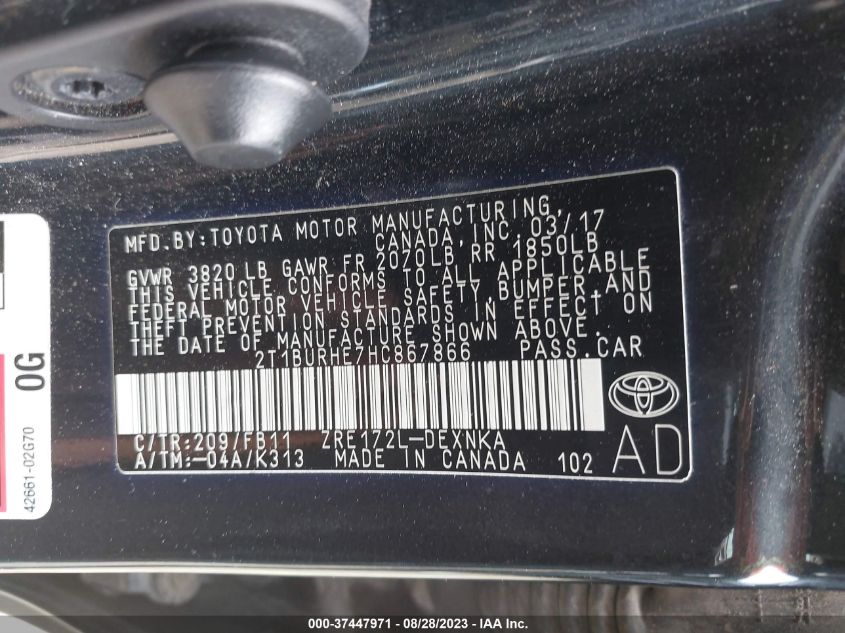 MFD. BY:TOYOTA MOTOR MANUFACTURING,
CANADA, INC. 03/17
GVWR 3820 LB GAWR FR 2070LB RR 1850LB
THIS VEHICLE CONFORMS TO ALL APPLICABLE
FEDERAL MOTOR VEHICLE SAFETY, BUMPER, AND
THEFT PREVENTION STANDARDS IN EFFECT ON
THE DATE OF MANUFACTURE SHOWN ABOVE.
2T1BURHE7HC867866 PASS. CAR
C/TR:209/FB11 ZRE172L-DEXNKA
A/TM:-04A/K313 MADE IN CANADA 102
AD
0G
42661-02G70
000-37447971 / 08/28/2023 - IAA Inc.